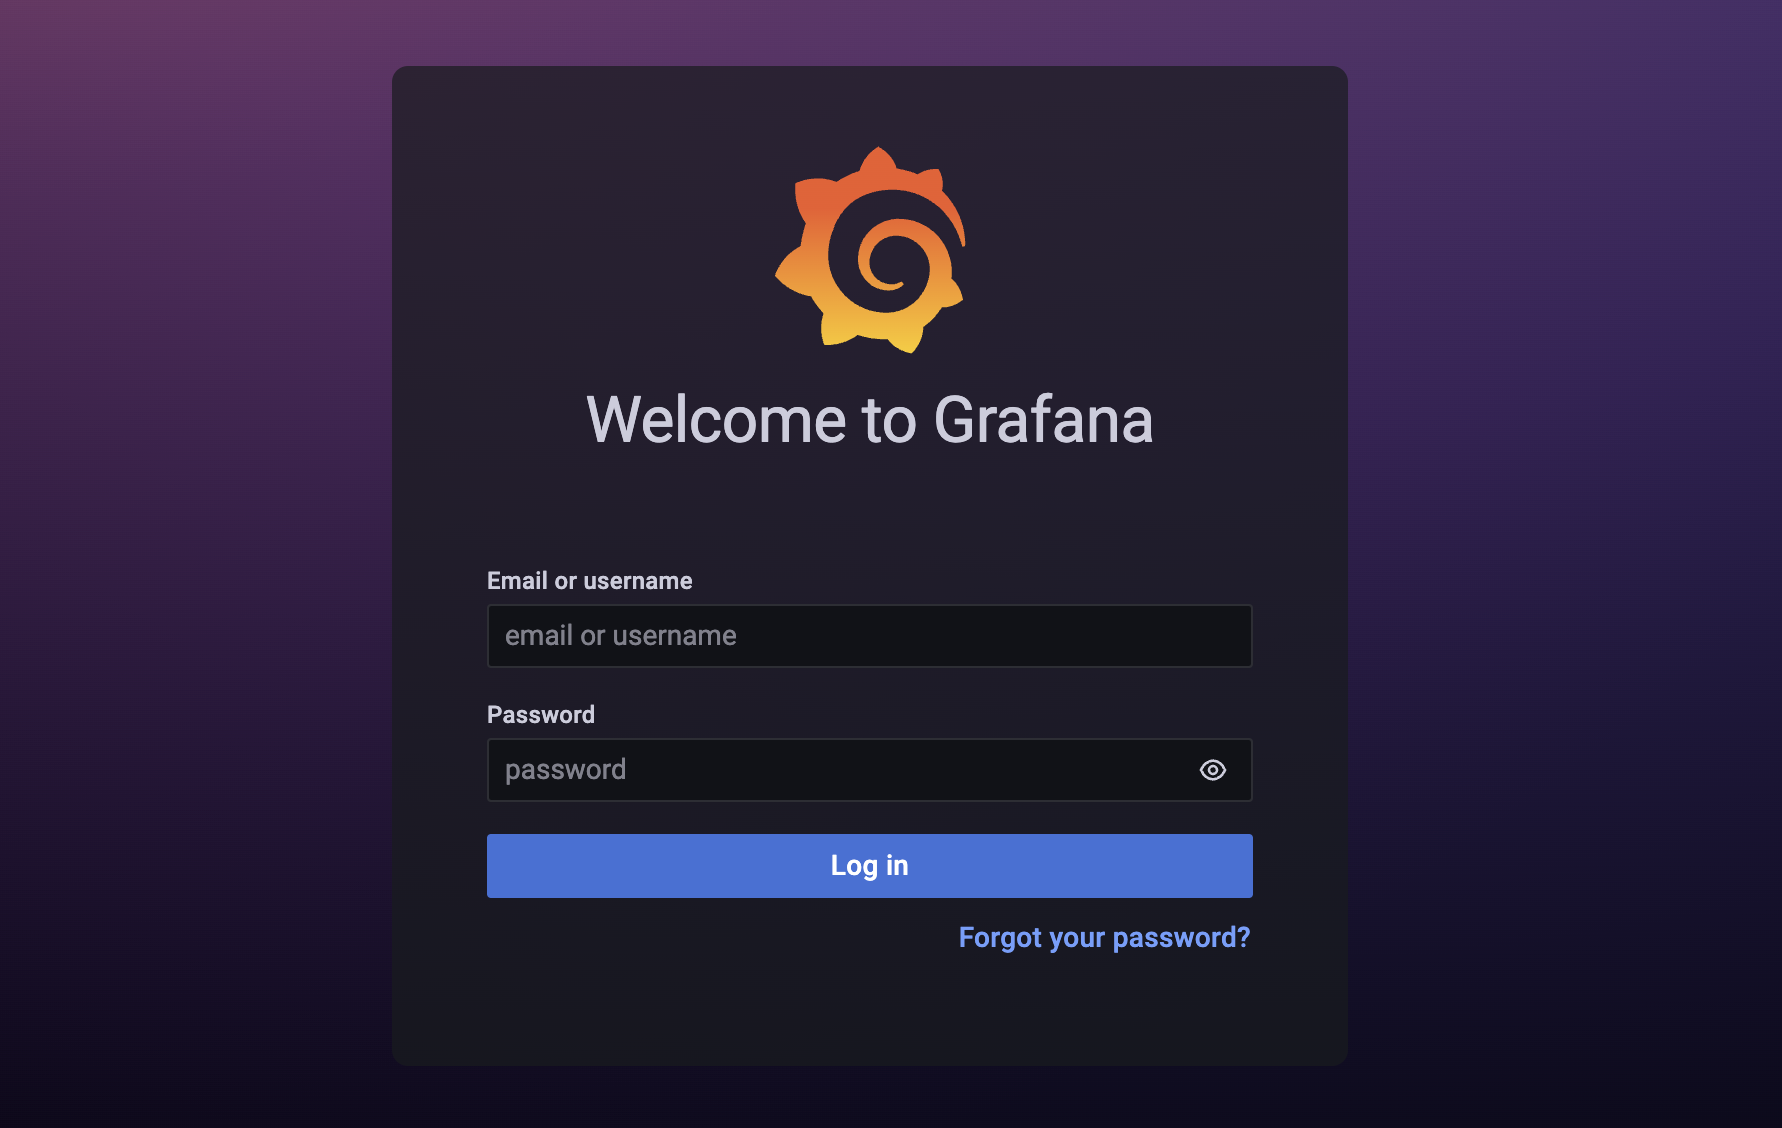 Welcome to Grafana
Email or username
email or username
Password
password
Log in
Forgot your password?